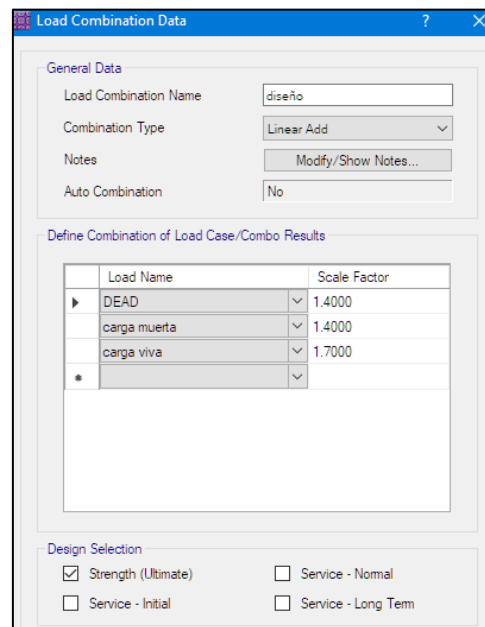 Load Combination Data ? ×
General Data
Load Combination Name diseño
Combination Type Linear Add
Notes Modify/Show Notes...
Auto Combination No
Define Combination of Load Case/Combo Results
Load Name Scale Factor
DEAD 1.4000
carga muerta 1.4000
carga viva 1.7000
*
Design Selection
Strength (Ultimate) Service - Normal
Service - Initial Service - Long Term